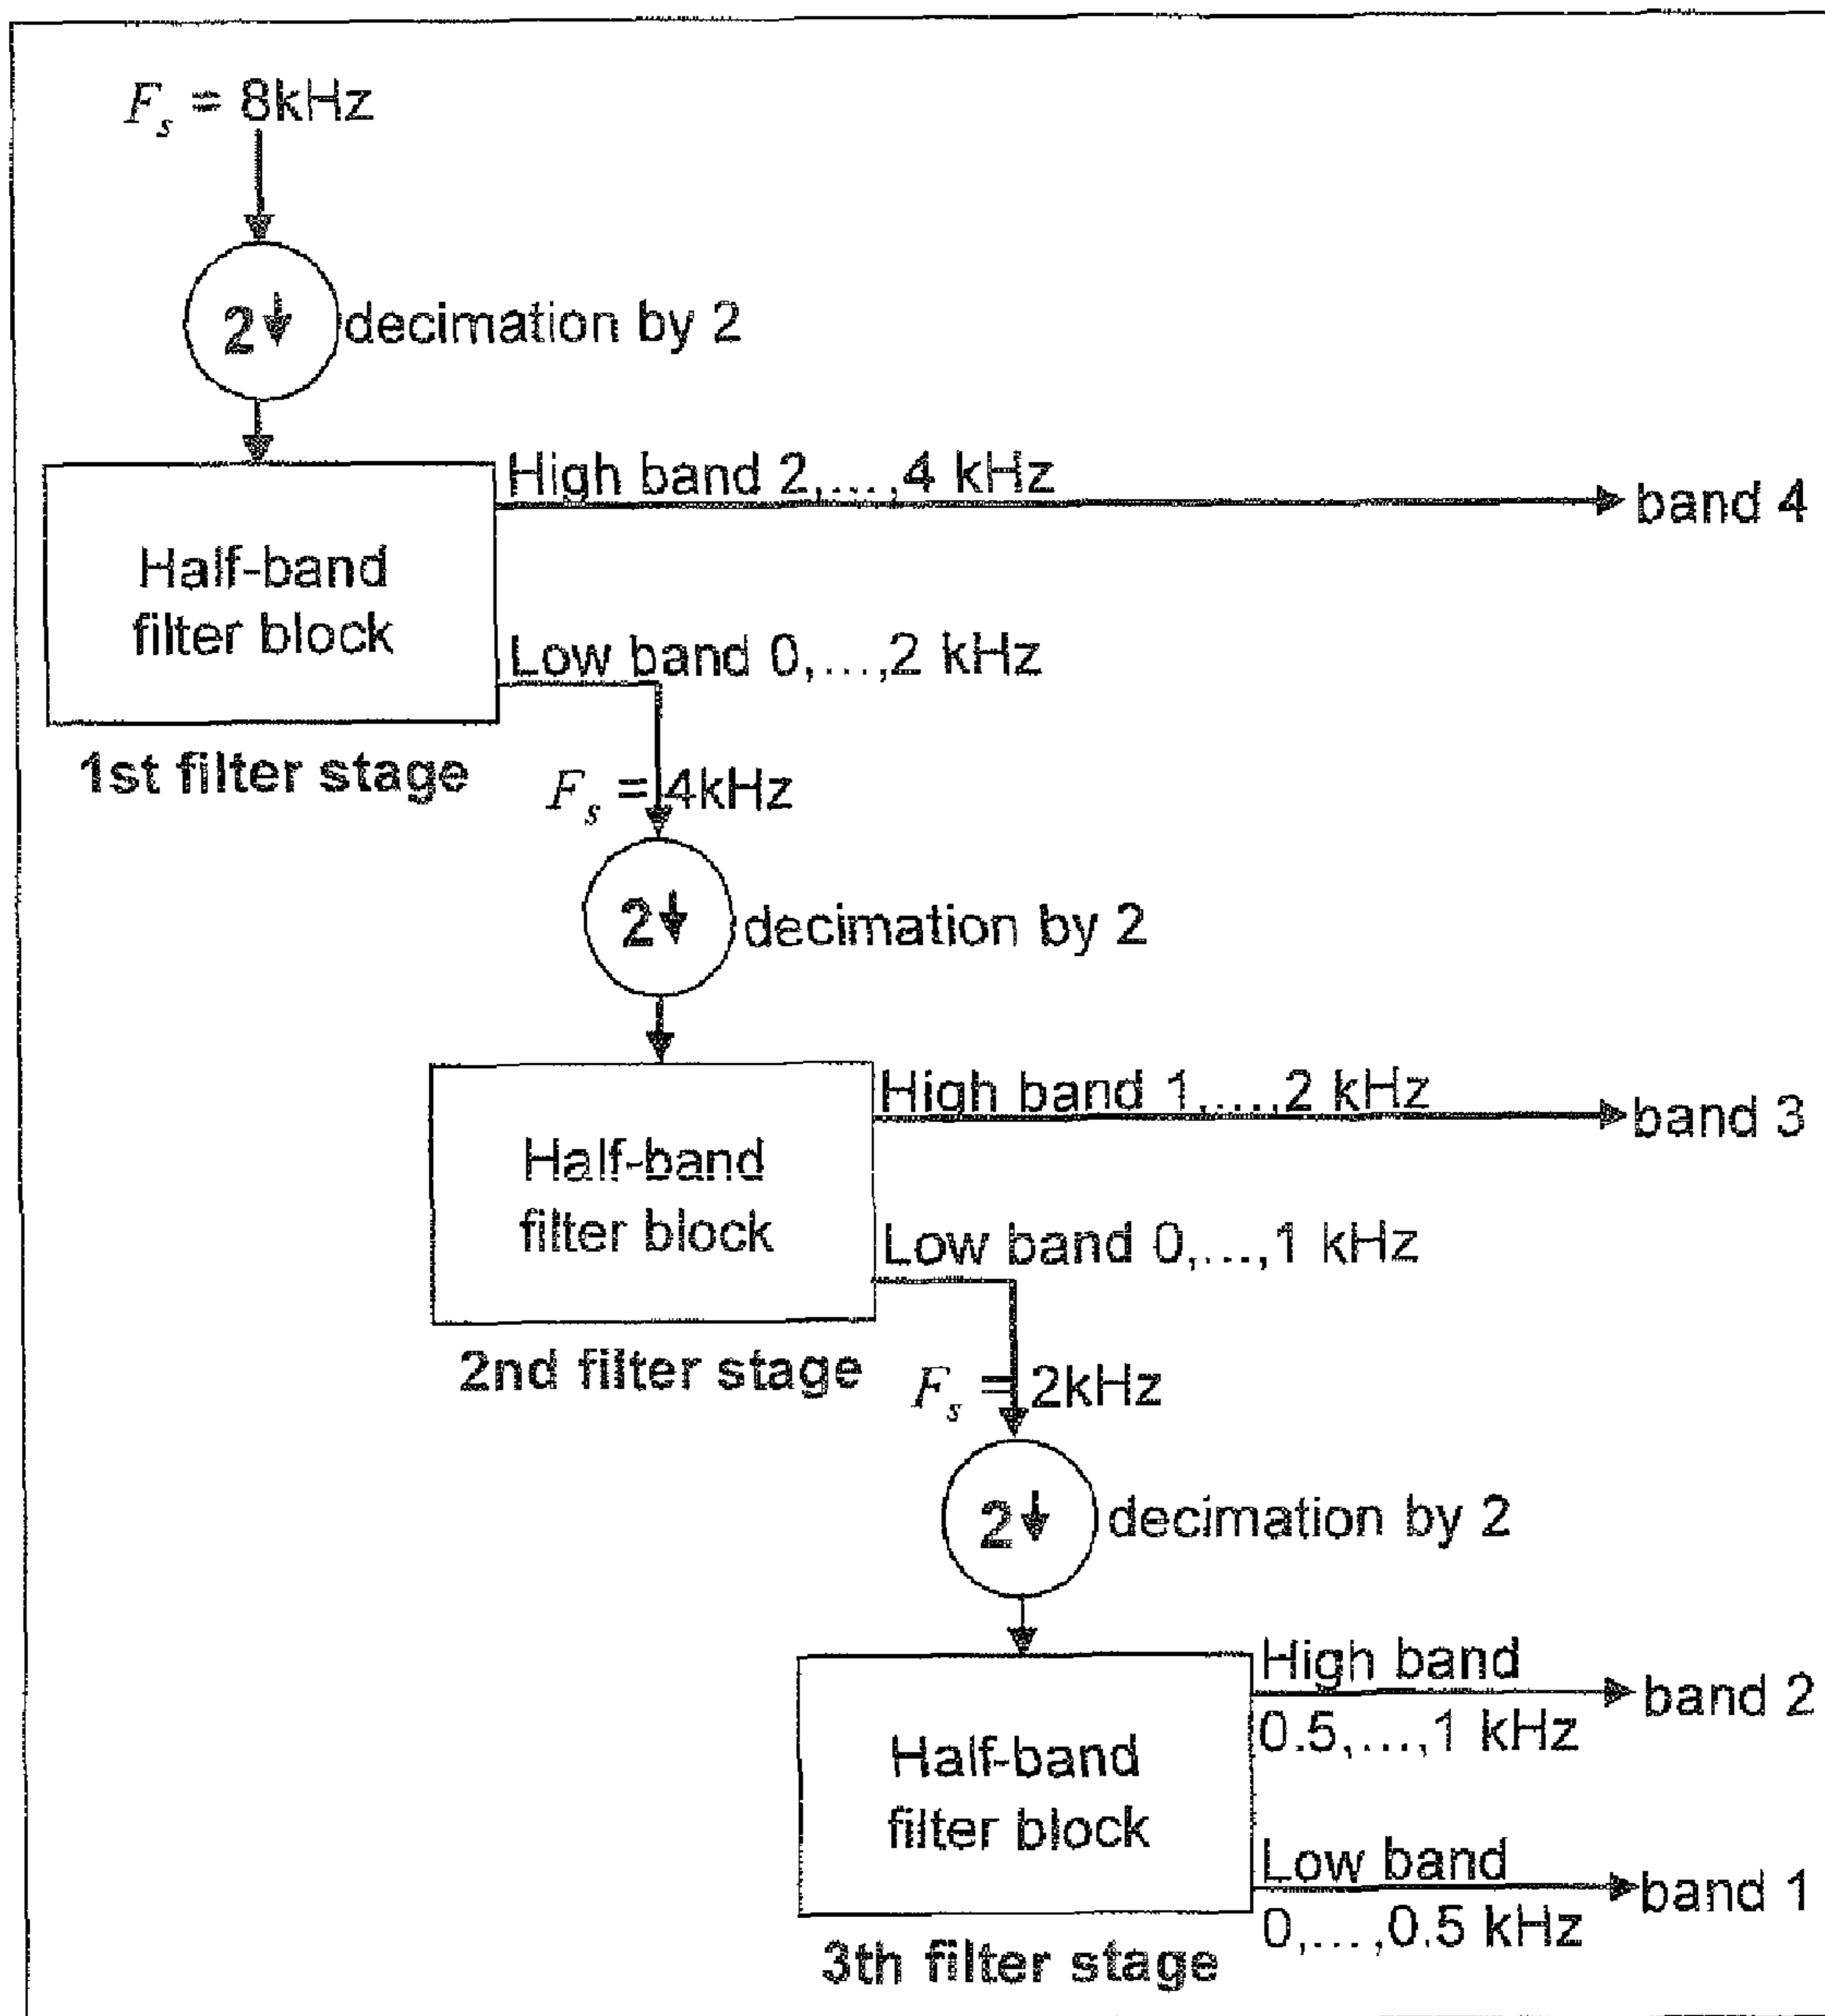 F_s = 8kHz
2↓ decimation by 2
High band 2,...,4 kHz
band 4
Half-band
filter block
Low band 0,...,2 kHz
1st filter stage
F_s = 4kHz
2↓ decimation by 2
High band 1,...,2 kHz
band 3
Half-band
filter block
Low band 0,...,1 kHz
2nd filter stage
F_s = 2kHz
2↓ decimation by 2
High band
0.5,...,1 kHz
band 2
Half-band
filter block
Low band
0,...,0.5 kHz
band 1
3th filter stage